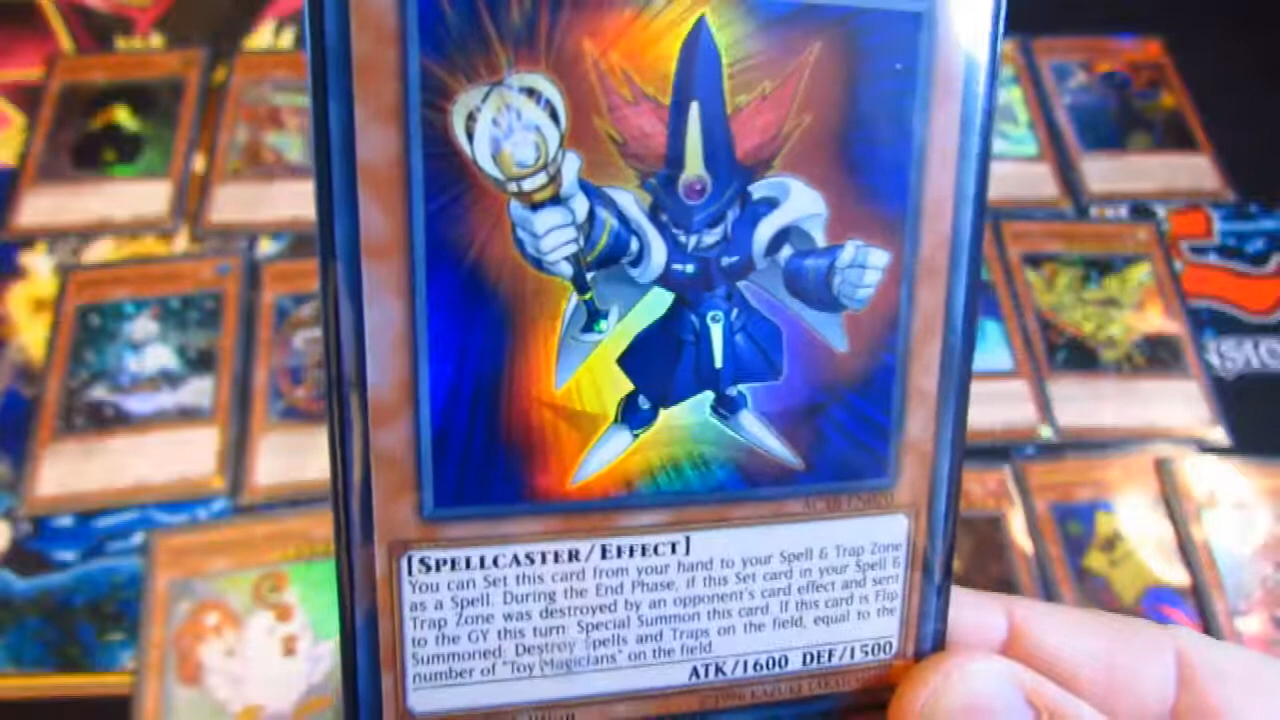 [SPELLCASTER/EFFECT]
You can Set this card from your hand to your Spell & Trap Zone
as a Spell. During the End Phase, if this Set card in your Spell &
Trap Zone was destroyed by an opponent's card effect and sent
to the GY this turn: Special Summon this card. If this card is Flip
Summoned: Destroy Spells and Traps on the field, equal to the
number of "Toy Magicians" on the field.
ATK/1600 DEF/1500
©1996 KAZUKI